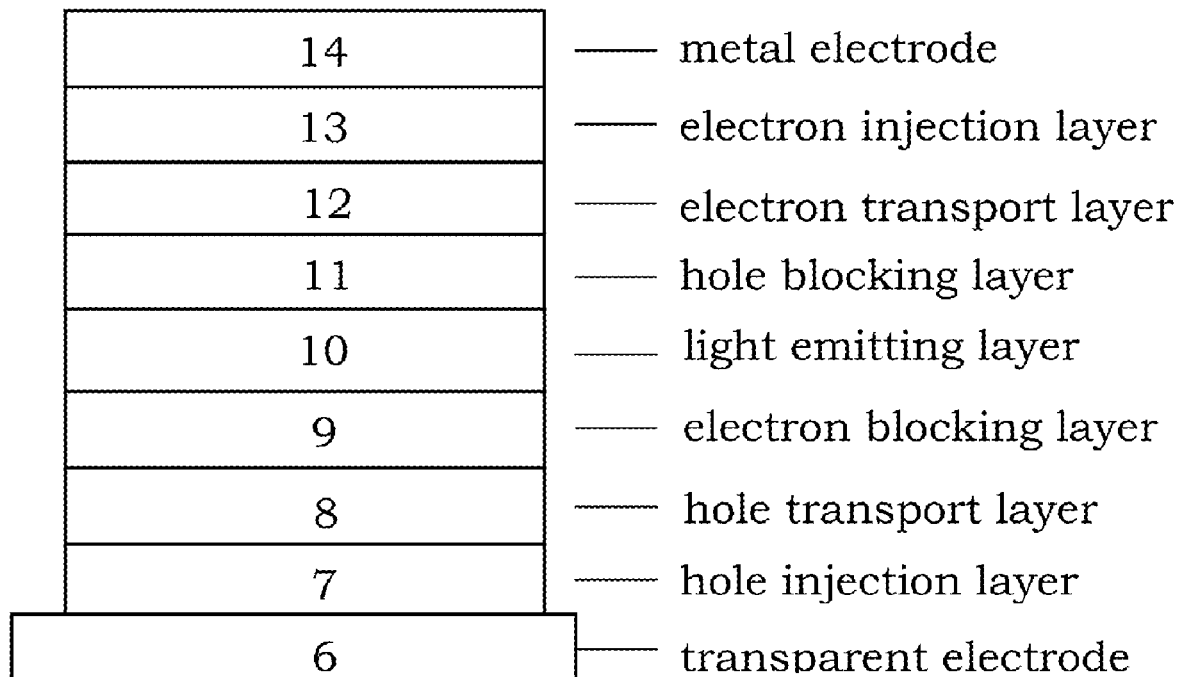 14 metal electrode
13 electron injection layer
12 electron transport layer
11 hole blocking layer
10 light emitting layer
9 electron blocking layer
8 hole transport layer
7 hole injection layer
6 transparent electrode